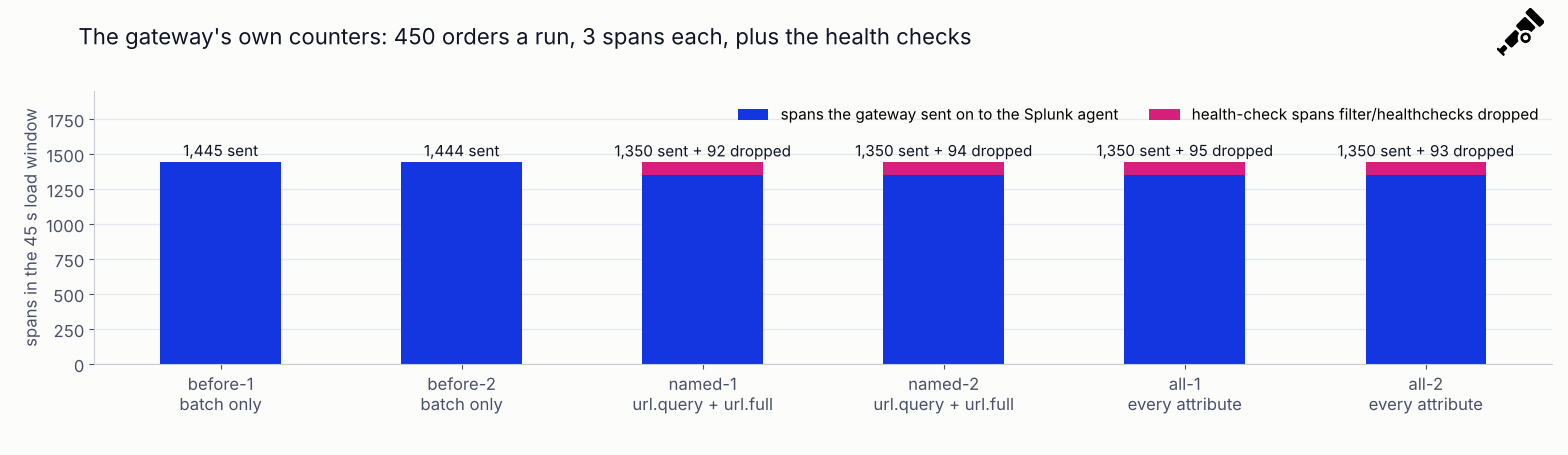 The gateway's own counters: 450 orders a run, 3 spans each, plus the health checks
spans the gateway sent on to the Splunk agent
health-check spans filter/healthchecks dropped
spans in the 45 s load window
1750
1500
1250
1000
750
500
250
0
1,445 sent
1,444 sent
1,350 sent + 92 dropped
1,350 sent + 94 dropped
1,350 sent + 95 dropped
1,350 sent + 93 dropped
before-1
batch only
before-2
batch only
named-1
url.query + url.full
named-2
url.query + url.full
all-1
every attribute
all-2
every attribute